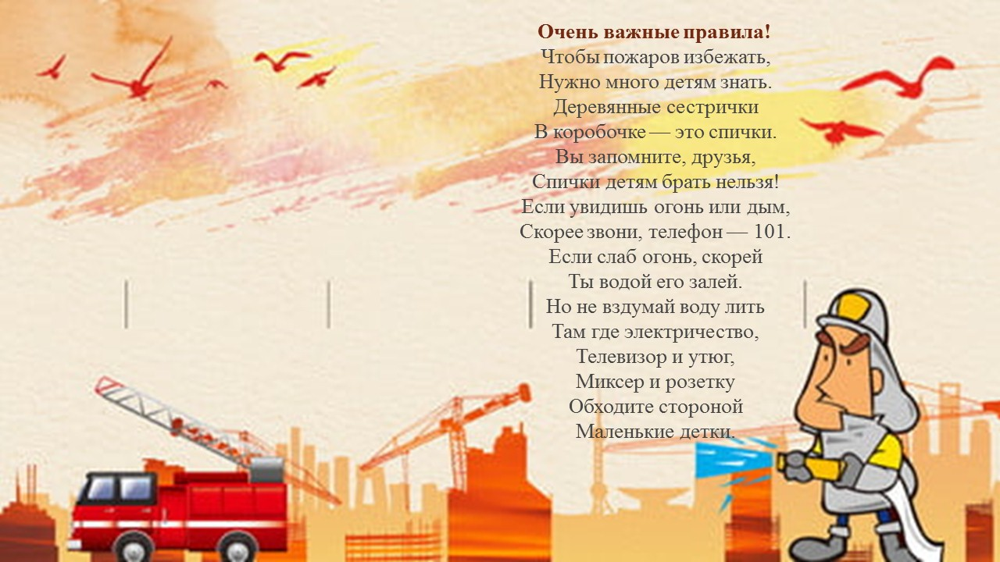 Очень важные правила!
Чтобы пожаров избежать,
Нужно много детям знать.
Деревянные сестрички
В коробочке — это спички.
Вы запомните, друзья,
Спички детям брать нельзя!
Если увидишь огонь или дым,
Скорее звони, телефон — 101.
Если слаб огонь, скорей
Ты водой его залей.
Но не вздумай воду лить
Там где электричество,
Телевизор и утюг,
Миксер и розетку
Обходите стороной
Маленькие детки.